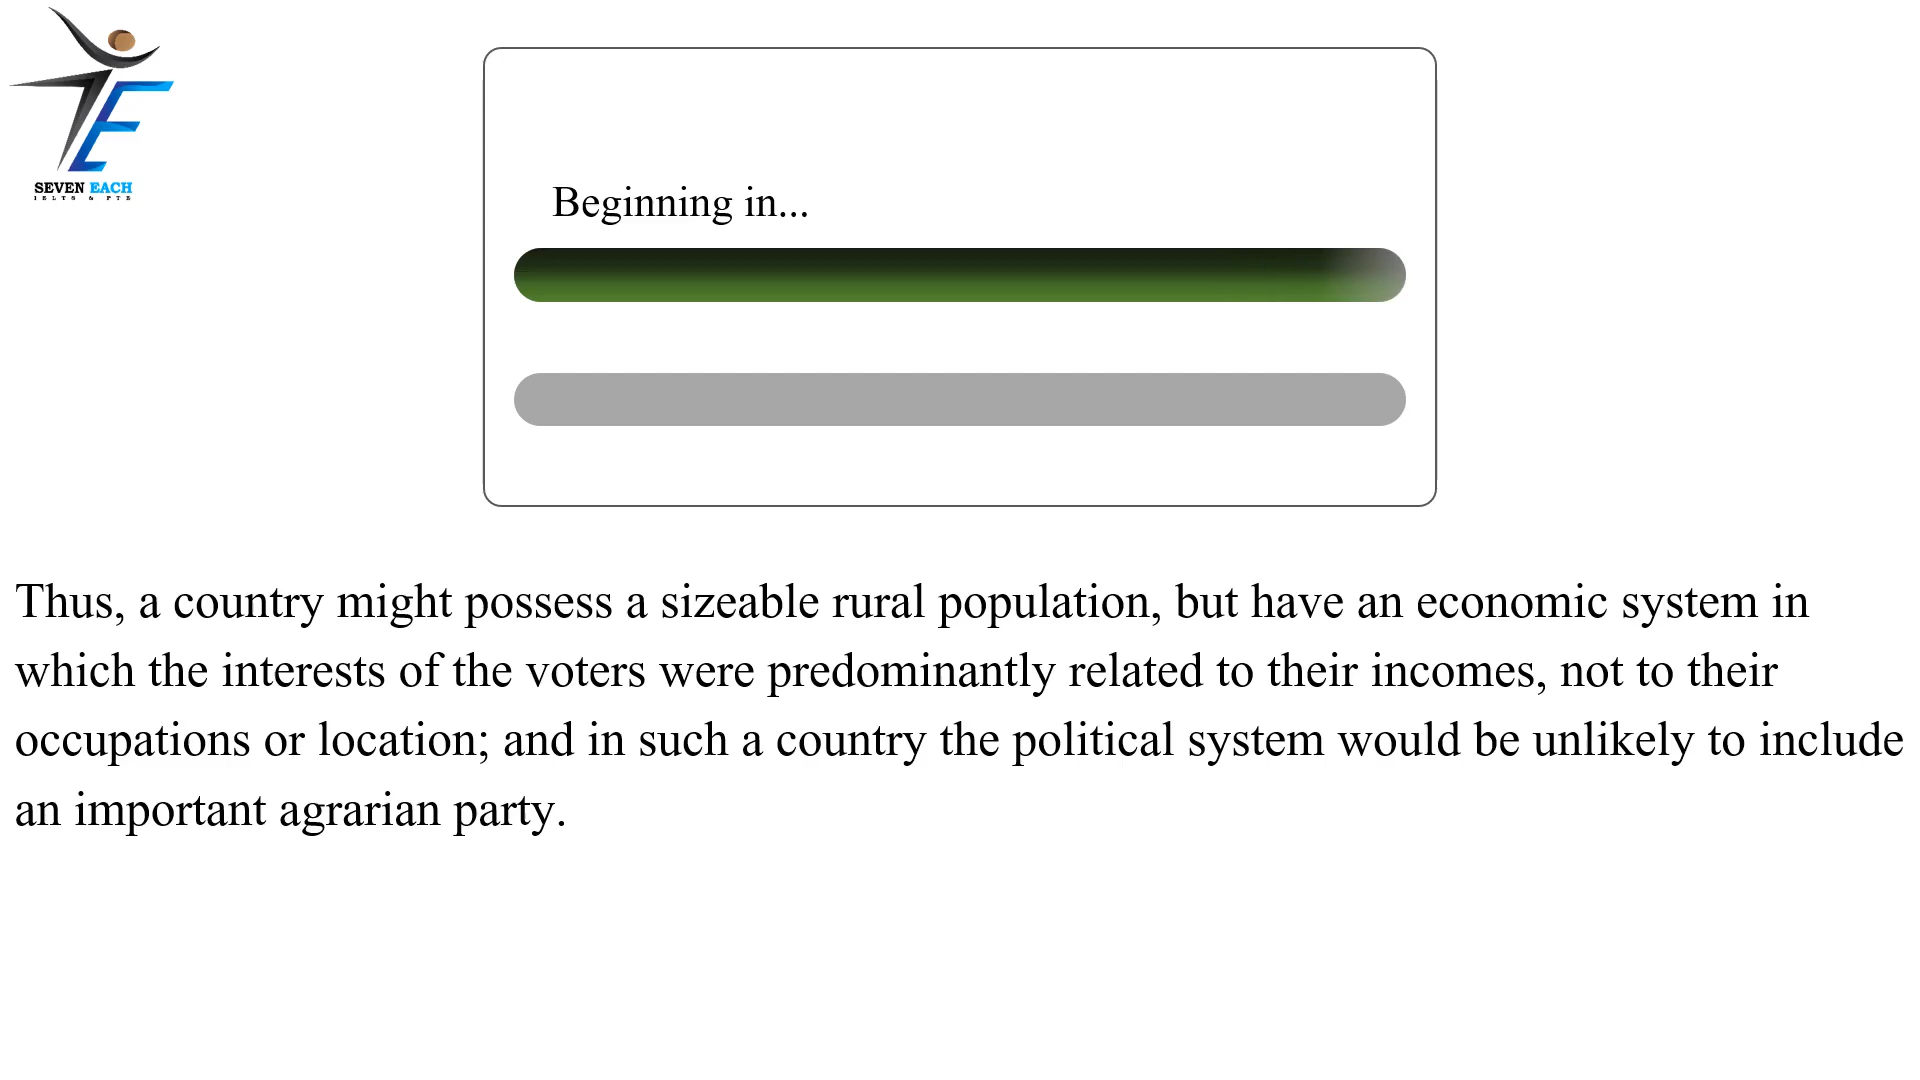 SEVEN EACH
IELTS & PTE
Beginning in...
Thus, a country might possess a sizeable rural population, but have an economic system in
which the interests of the voters were predominantly related to their incomes, not to their
occupations or location; and in such a country the political system would be unlikely to include
an important agrarian party.